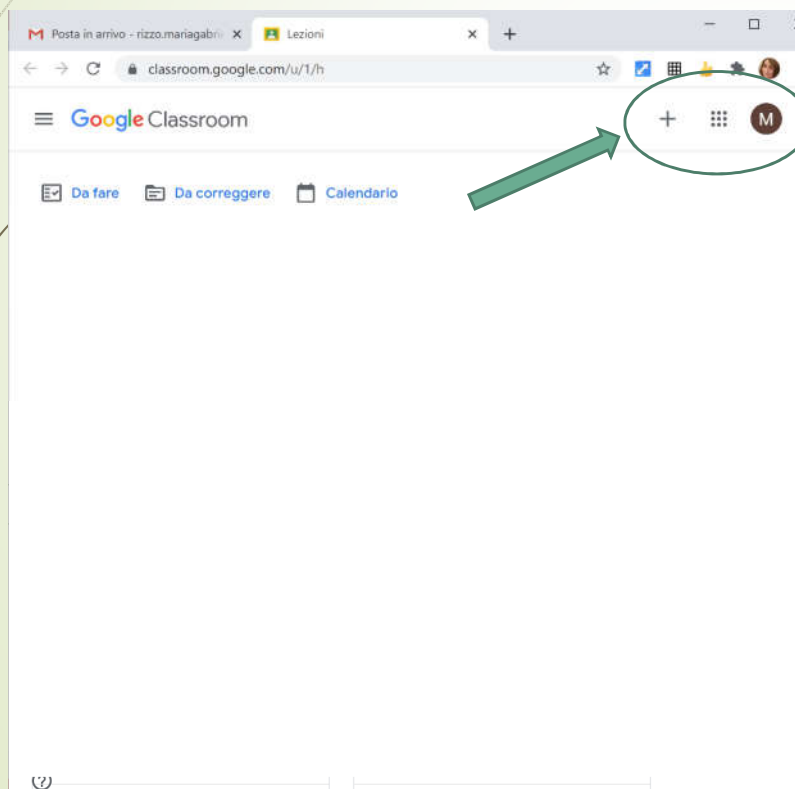 Posta in arrivo - rizzo.mariagabri
Lezioni
classroom.google.com/u/1/h
Google Classroom
M
Da fare
Da correggere
Calendario